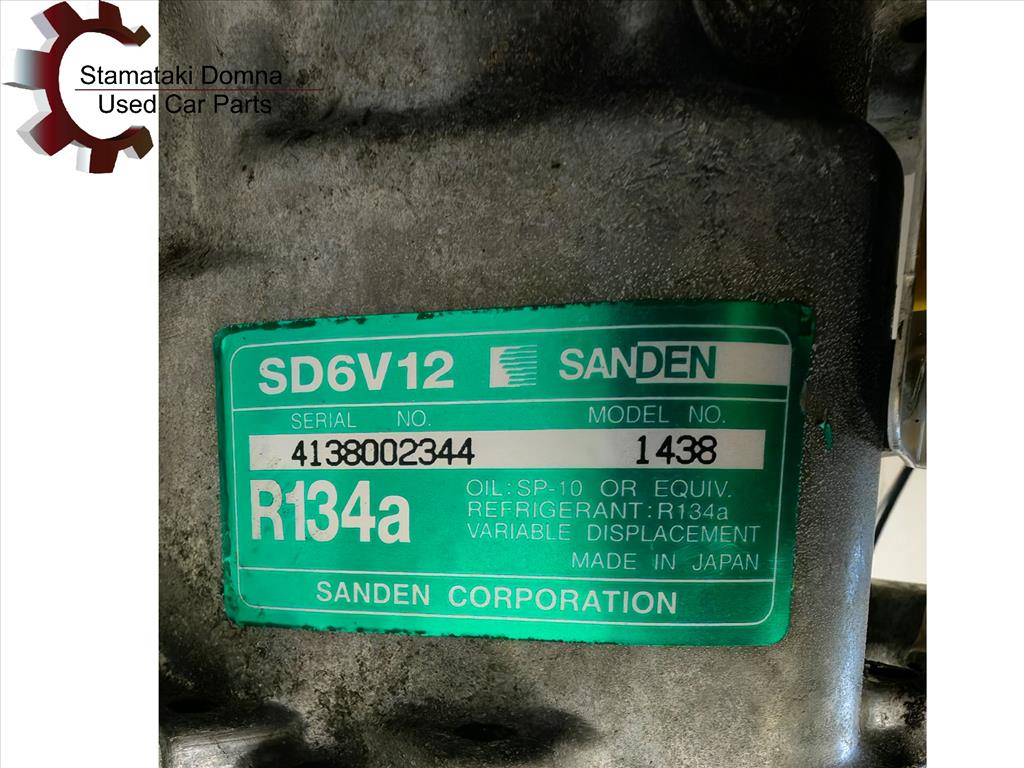 Stamataki Domna
Used Car Parts
SD6V12 SANDEN
SERIAL NO. MODEL NO.
4138002344 1438
R134a
OIL:SP-10 OR EQUIV.
REFRIGERANT:R134a
VARIABLE DISPLACEMENT
MADE IN JAPAN
SANDEN CORPORATION